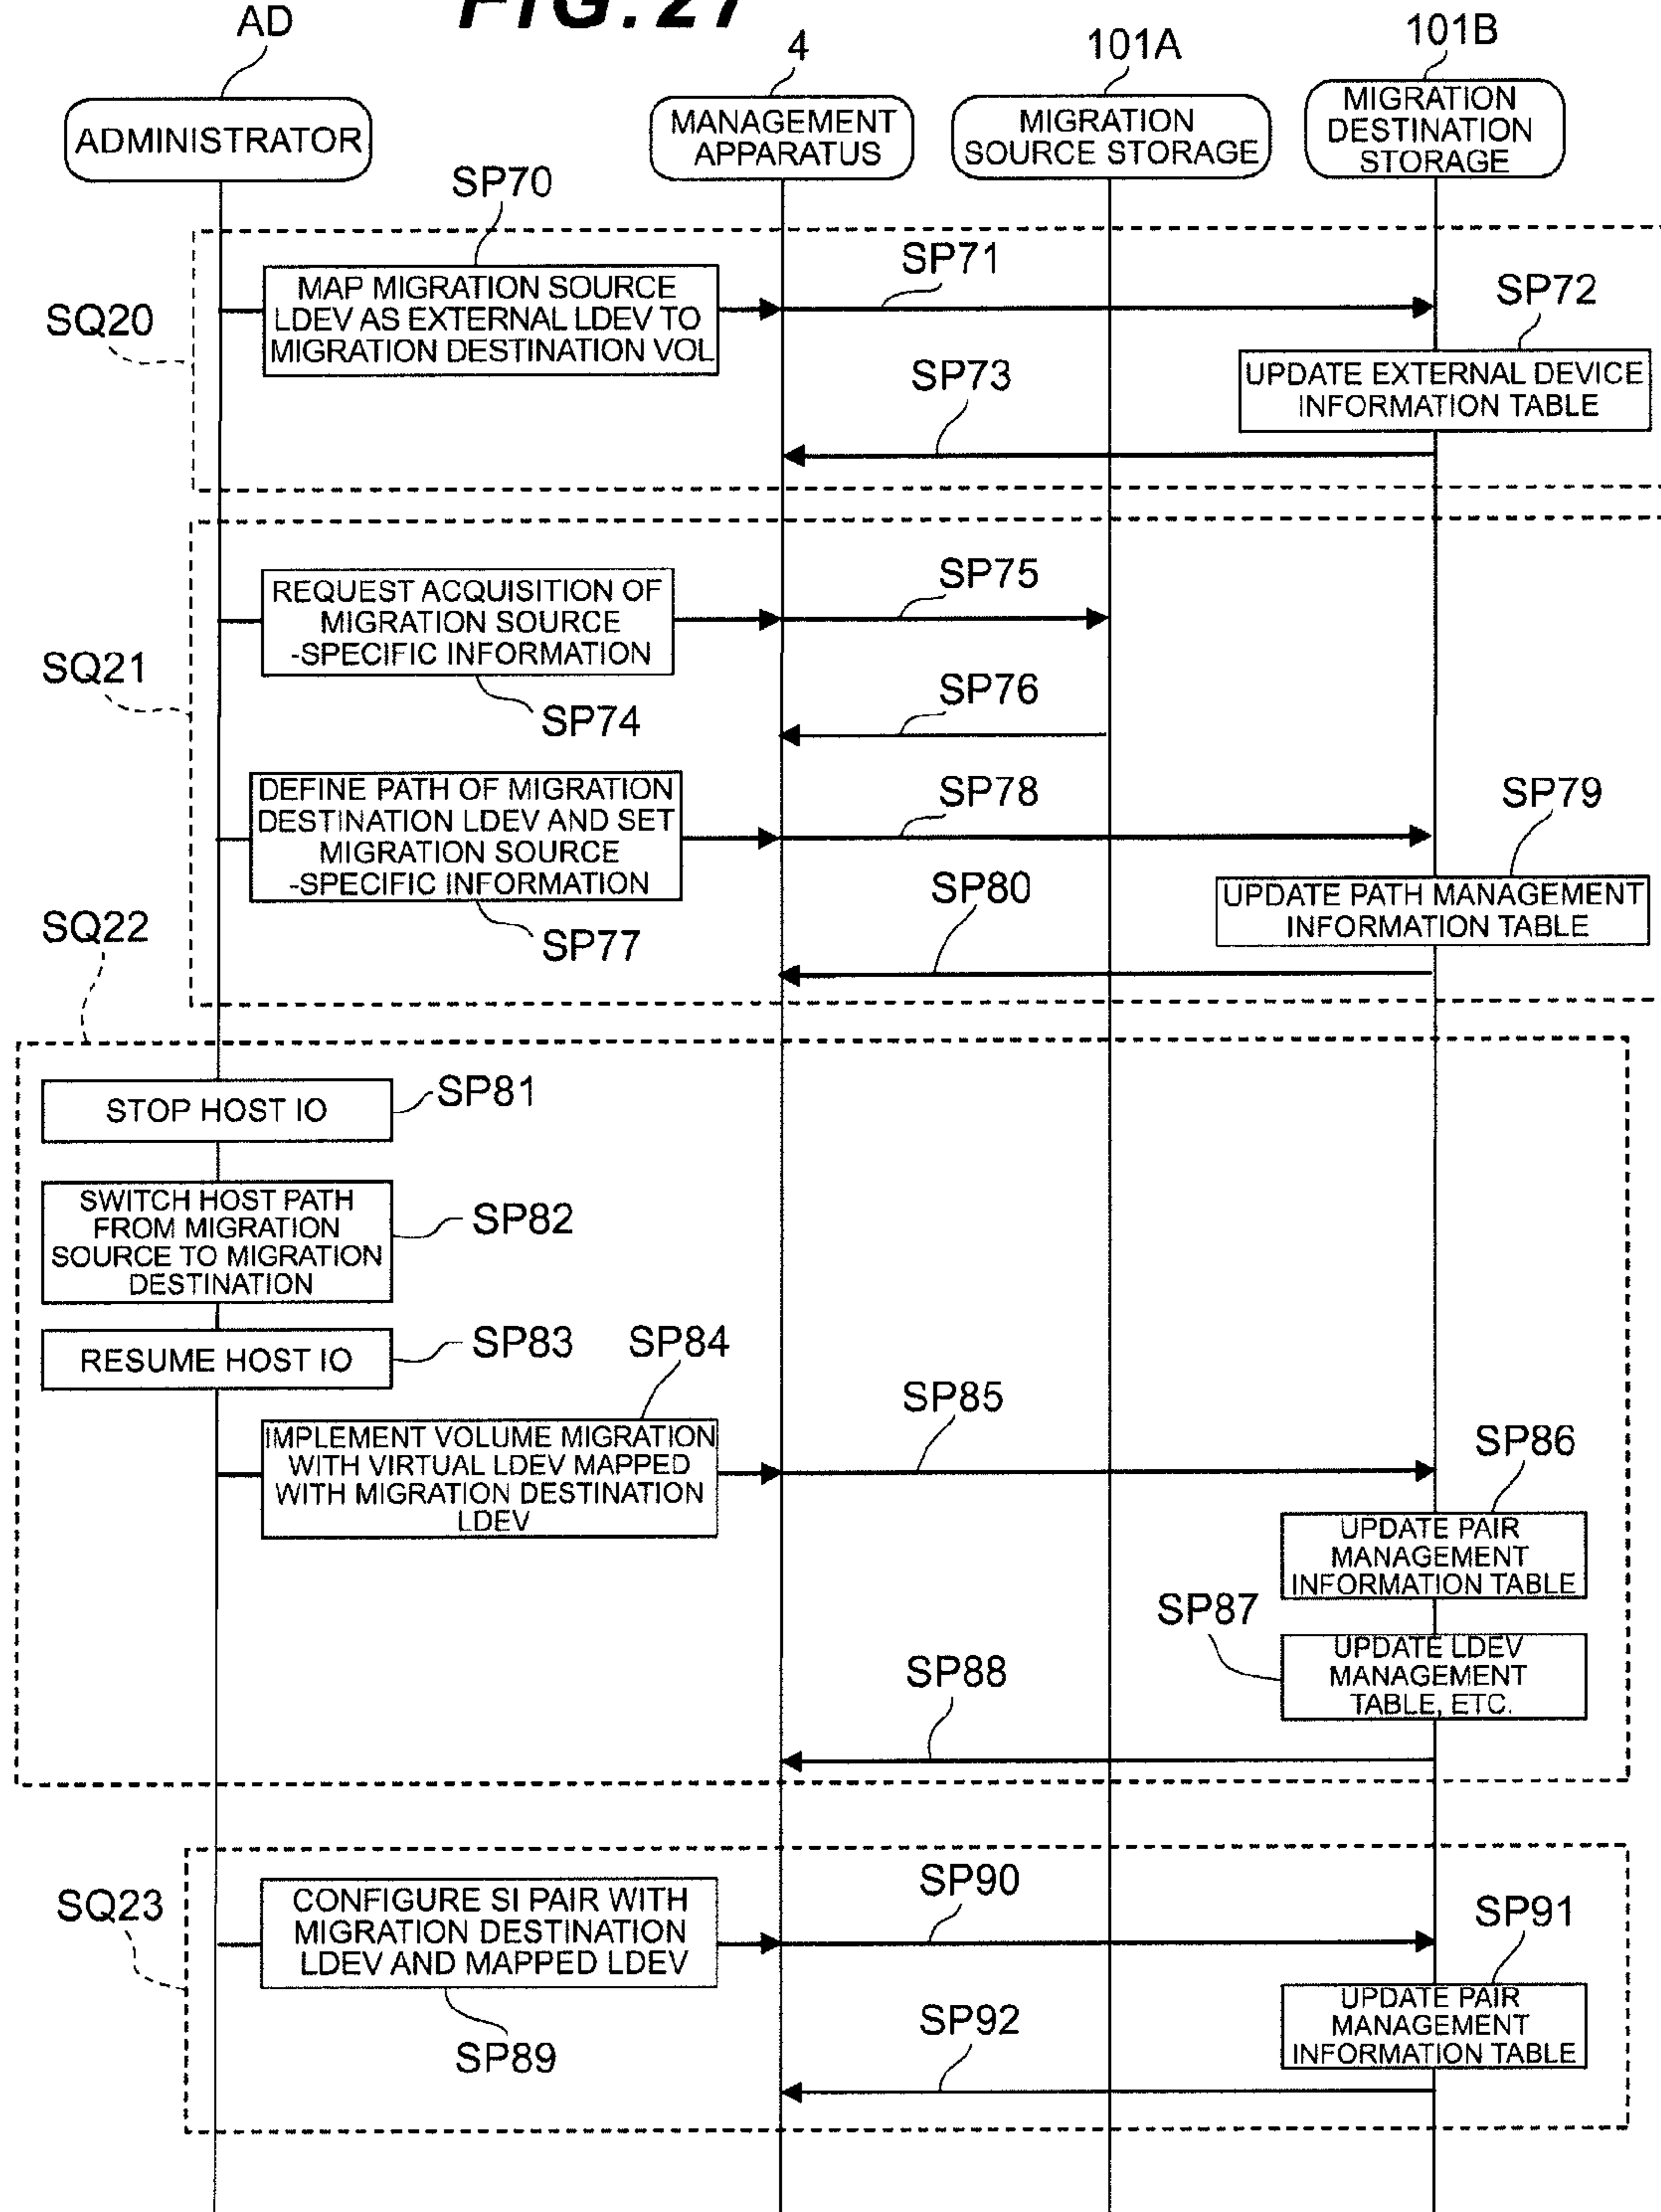 FIG. 27
AD
4
101A
101B
ADMINISTRATOR
MANAGEMENT
APPARATUS
MIGRATION
SOURCE STORAGE
MIGRATION
DESTINATION
STORAGE
SP70
SQ20
MAP MIGRATION SOURCE
LDEV AS EXTERNAL LDEV TO
MIGRATION DESTINATION VOL
SP71
SP72
UPDATE EXTERNAL DEVICE
INFORMATION TABLE
SP73
SQ21
REQUEST ACQUISITION OF
MIGRATION SOURCE
-SPECIFIC INFORMATION
SP74
SP75
SP76
DEFINE PATH OF MIGRATION
DESTINATION LDEV AND SET
MIGRATION SOURCE
-SPECIFIC INFORMATION
SP77
SP78
SP79
UPDATE PATH MANAGEMENT
INFORMATION TABLE
SP80
SQ22
STOP HOST IO
SP81
SWITCH HOST PATH
FROM MIGRATION
SOURCE TO MIGRATION
DESTINATION
SP82
RESUME HOST IO
SP83
SP84
IMPLEMENT VOLUME MIGRATION
WITH VIRTUAL LDEV MAPPED
WITH MIGRATION DESTINATION
LDEV
SP85
SP86
UPDATE PAIR
MANAGEMENT
INFORMATION TABLE
SP87
UPDATE LDEV
MANAGEMENT
TABLE, ETC.
SP88
SQ23
CONFIGURE SI PAIR WITH
MIGRATION DESTINATION
LDEV AND MAPPED LDEV
SP89
SP90
SP91
UPDATE PAIR
MANAGEMENT
INFORMATION TABLE
SP92